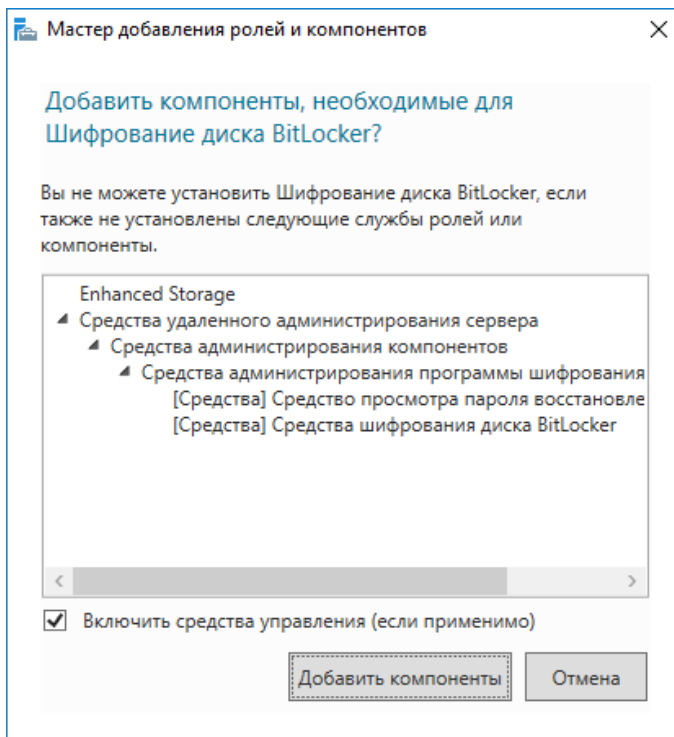 Мастер добавления ролей и компонентов
Добавить компоненты, необходимые для
Шифрование диска BitLocker?
Вы не можете установить Шифрование диска BitLocker, если
также не установлены следующие службы ролей или
компоненты.
Enhanced Storage
Средства удаленного администрирования сервера
Средства администрирования компонентов
Средства администрирования программы шифрования
[Средства] Средство просмотра пароля восстановле
[Средства] Средства шифрования диска BitLocker
Включить средства управления (если применимо)
Добавить компоненты
Отмена